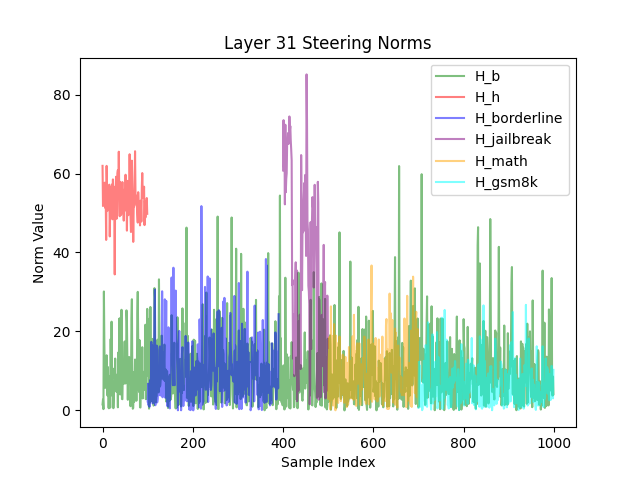 Layer 31 Steering Norms
H_b
H_h
H_borderline
H_jailbreak
H_math
H_gsm8k
Norm Value
80
60
40
20
0
0 200 400 600 800 1000
Sample Index